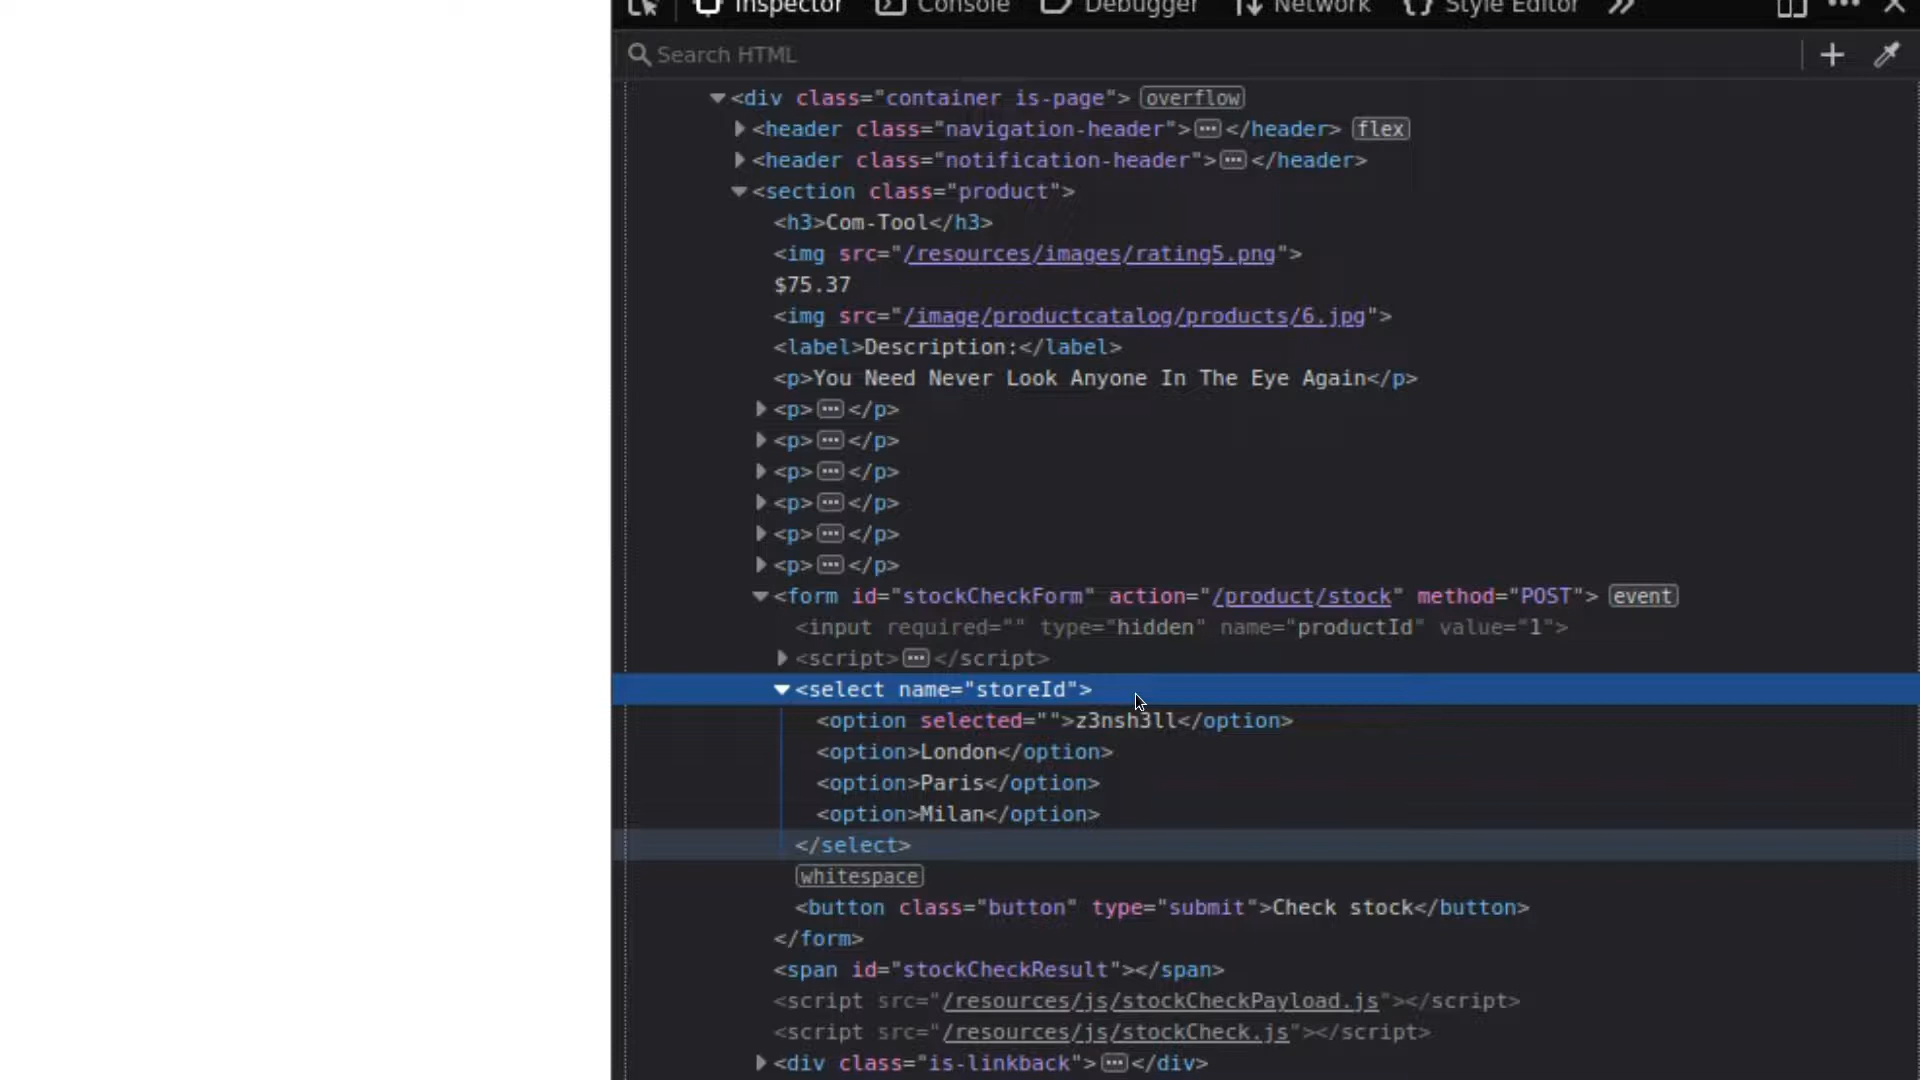 Inspector Console Debugger Network Style Editor
Search HTML
<div class="container is-page"> overflow
<header class="navigation-header"> ••• </header> flex
<header class="notification-header"> ••• </header>
<section class="product">
<h3>Com-Tool</h3>
<img src="/resources/images/rating5.png">
$75.37
<img src="/image/productcatalog/products/6.jpg">
<label>Description:</label>
<p>You Need Never Look Anyone In The Eye Again</p>
<p> ••• </p>
<p> ••• </p>
<p> ••• </p>
<p> ••• </p>
<p> ••• </p>
<p> ••• </p>
<form id="stockCheckForm" action="/product/stock" method="POST"> event
<input required="" type="hidden" name="productId" value="1">
<script> ••• </script>
<select name="storeId">
<option selected="">z3nsh3ll</option>
<option>London</option>
<option>Paris</option>
<option>Milan</option>
</select>
whitespace
<button class="button" type="submit">Check stock</button>
</form>
<span id="stockCheckResult"></span>
<script src="/resources/js/stockCheckPayload.js"></script>
<script src="/resources/js/stockCheck.js"></script>
<div class="is-linkback"> ••• </div>